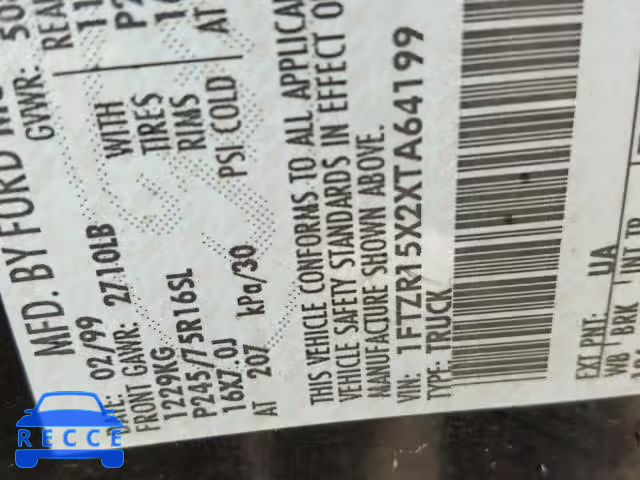 MFD. BY FORD
GVWR:
DATE: 02/99
FRONT GAWR: 2710LB
1229KG WITH
P245/75R16SL TIRES
16X7.0J RIMS
AT 207 kPa/30 PSI COLD
AT
THIS VEHICLE CONFORMS TO ALL
VEHICLE SAFETY STANDARDS IN EFFECT
MANUFACTURE SHOWN ABOVE.
VIN: 1FTZR15X2XTA64199
TYPE: TRUCK
EXT PNT: UA
WB BRK INT TR
RECCE